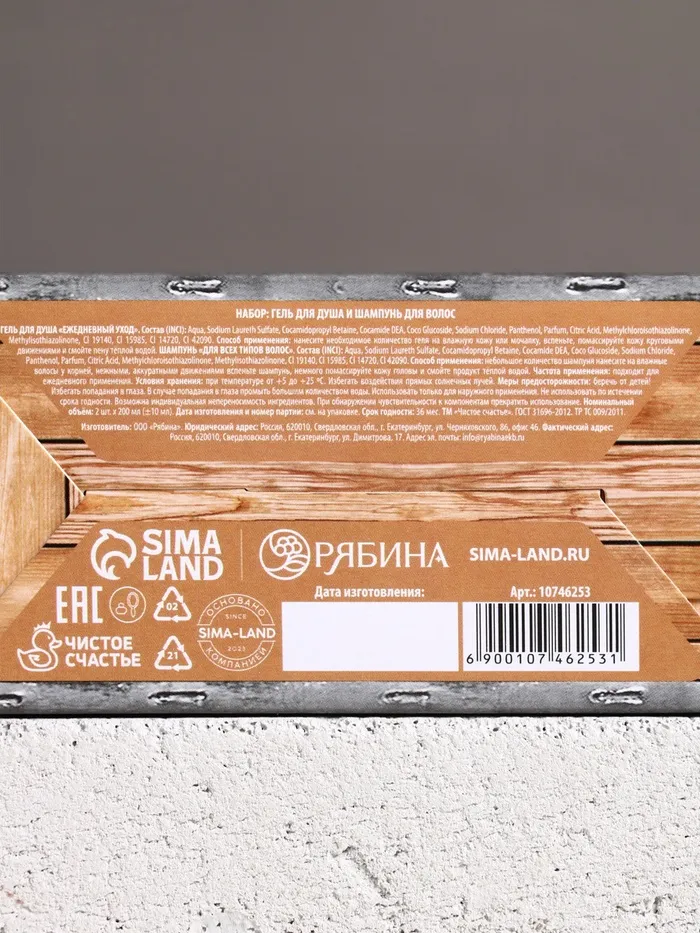 НАБОР: ГЕЛЬ ДЛЯ ДУША И ШАМПУНЬ ДЛЯ ВОЛОС
ГЕЛЬ ДЛЯ ДУША «ЕЖЕДНЕВНЫЙ УХОД». Состав (INCI): Aqua, Sodium Laureth Sulfate, Cocamidopropyl Betaine, Cocamide DEA, Coco Glucoside, Sodium Chloride, Panthenol, Parfum, Citric Acid, Methylchloroisothiazolinone,
Methylisothiazolinone, CI 19140, CI 15985, CI 14720, CI 42090. Способ применения: нанесите необходимое количество геля на влажную кожу или мочалку, вспеньте, помассируйте кожу круговыми
движениями и смойте пену тёплой водой. ШАМПУНЬ «ДЛЯ ВСЕХ ТИПОВ ВОЛОС». Состав (INCI): Aqua, Sodium Laureth Sulfate, Cocamidopropyl Betaine, Cocamide DEA, Coco Glucoside, Sodium Chloride,
Panthenol, Parfum, Citric Acid, Methylchloroisothiazolinone, Methylisothiazolinone, CI 19140, CI 15985, CI 14720, CI 42090. Способ применения: небольшое количество шампуня нанесите на влажные
волосы у корней, нежными, аккуратными движениями вспеньте шампунь, немного помассируйте кожу головы и смойте продукт тёплой водой. Частота применения: подходит для
ежедневного применения. Условия хранения: при температуре от +5 до +25 °С. Избегать воздействия прямых солнечных лучей. Меры предосторожности: беречь от детей!
Избегать попадания в глаза. В случае попадания в глаза промыть большим количеством воды. Использовать только для наружного применения. Не использовать по истечении
срока годности. Возможна индивидуальная непереносимость ингредиентов. При обнаружении чувствительности к компонентам прекратить использование. Номинальный
объём: 2 шт. x 200 мл (±10 мл). Дата изготовления и номер партии: см. на упаковке. Срок годности: 36 мес. ТМ "Чистое счастье". ГОСТ 31696-2012. ТР ТС 009/2011.
Изготовитель: ООО «Рябина». Юридический адрес: Россия, 620010, Свердловская обл., г. Екатеринбург, ул. Черняховского, 86, офис 46. Фактический адрес:
Россия, 620010, Свердловская обл., г. Екатеринбург, ул. Димитрова, 17. Адрес эл. почты: info@ryabinaekb.ru
SIMA LAND
РЯБИНА
SIMA-LAND.RU
Дата изготовления:
Арт.: 10746253
EAC
02
21
ЧИСТОЕ СЧАСТЬЕ
ОСНОВАНО
SINCE
SIMA-LAND
2023
КОМПАНИЕЙ
6 900107 462531